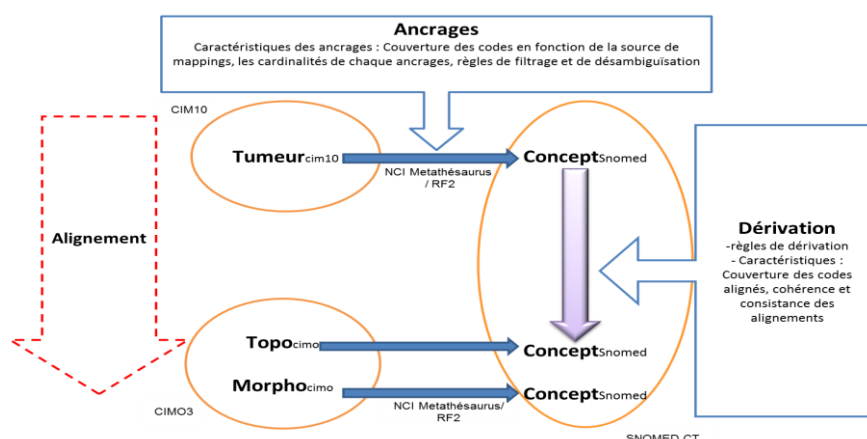 Ancrages
Caractéristiques des ancrages : Couverture des codes en fonction de la source de
mappings, les cardinalités de chaque ancrages, règles de filtrage et de désambiguïsation
CIM10
Tumeurcim10
NCI Metathésaurus
/ RF2
ConceptSnomed
Alignement
Dérivation
-règles de dérivation
- Caractéristiques :
Couverture des codes
alignés, cohérence et
consistance des
alignements
Topocimo
ConceptSnomed
Morphocimo
NCI Metathésaurus/
RF2
ConceptSnomed
CIMO3
SNOMED CT